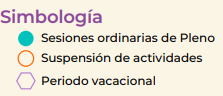 Simbología
Sesiones ordinarias de Pleno
Suspensión de actividades
Periodo vacacional